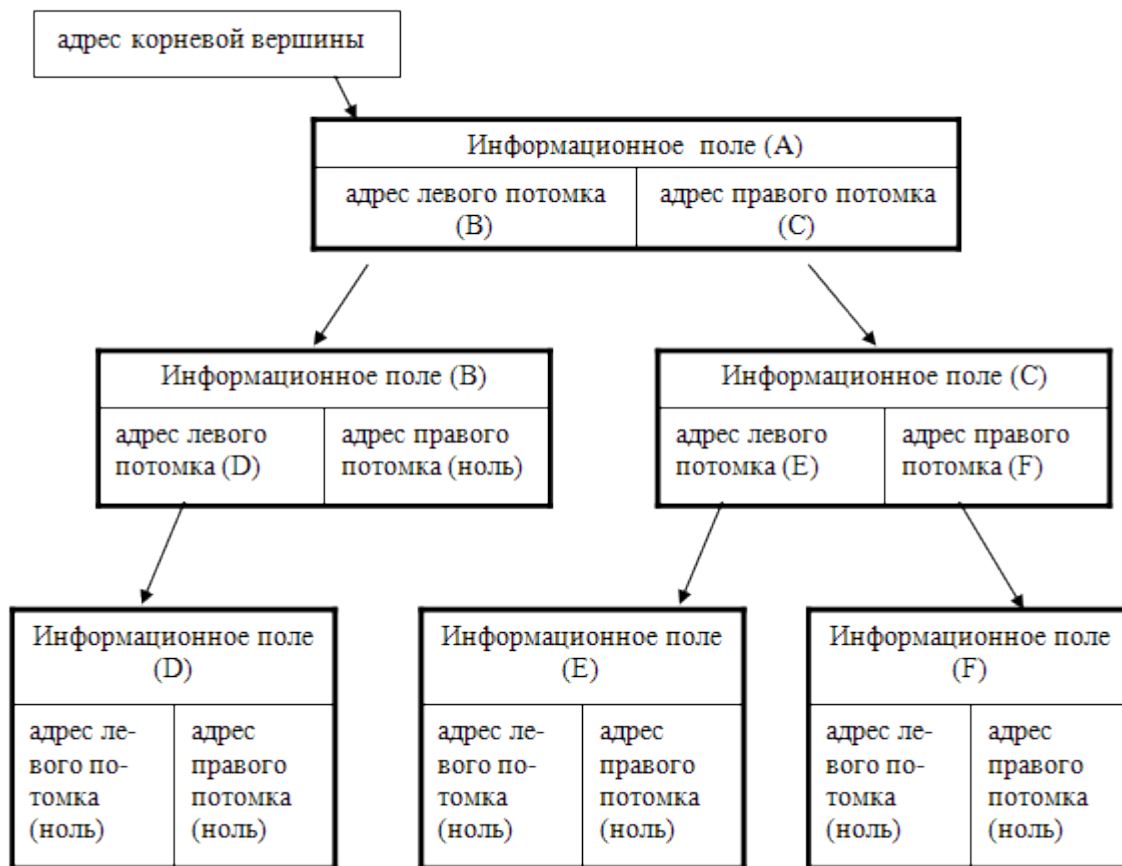 адрес корневой вершины
Информационное поле (A)
адрес левого потомка
(B)
адрес правого потомка
(C)
Информационное поле (B)
адрес левого
потомка (D)
адрес правого
потомка (ноль)
Информационное поле (C)
адрес левого
потомка (E)
адрес правого
потомка (F)
Информационное поле
(D)
адрес ле-
вого по-
томка
(ноль)
адрес
правого
потомка
(ноль)
Информационное поле
(E)
адрес ле-
вого по-
томка
(ноль)
адрес
правого
потомка
(ноль)
Информационное поле
(F)
адрес ле-
вого по-
томка
(ноль)
адрес
правого
потомка
(ноль)